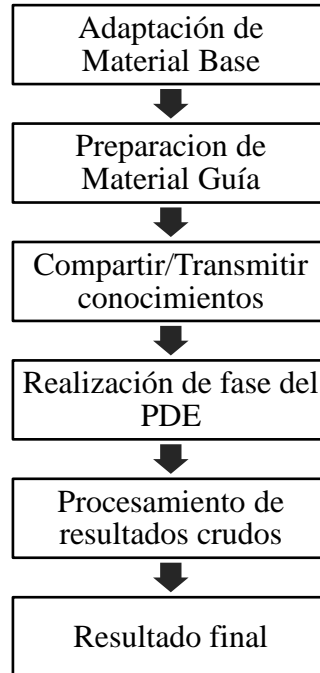 Adaptación de
Material Base
Preparacion de
Material Guía
Compartir/Transmitir
conocimientos
Realización de fase del
PDE
Procesamiento de
resultados crudos
Resultado final